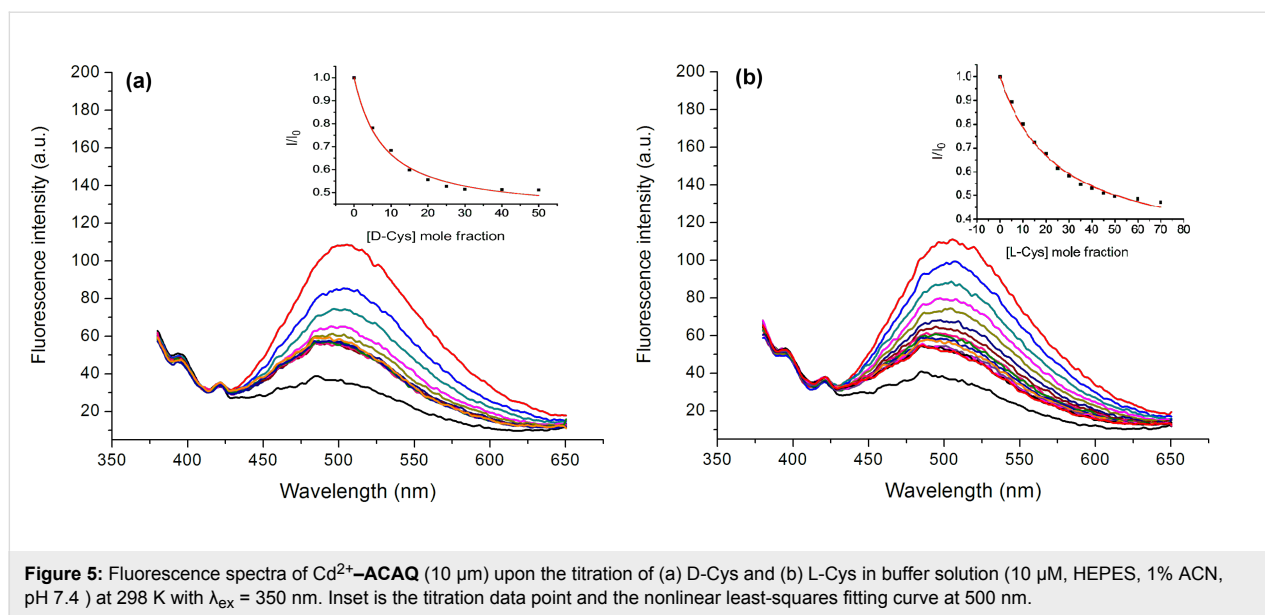 (a)
200
180
160
140
120
100
80
60
40
20
Fluorescence intensity (a.u.)
350 400 450 500 550 600 650
Wavelength (nm)
1.0
0.9
0.8
0.7
0.6
0.5
I/I0
0 10 20 30 40 50
[D-Cys] mole fraction
(b)
200
180
160
140
120
100
80
60
40
20
Fluorescence intensity (a.u.)
350 400 450 500 550 600 650
Wavelength (nm)
1.0
0.9
0.8
0.7
0.6
0.5
0.4
I/I0
-10 0 10 20 30 40 50 60 70 80
[L-Cys] mole fraction
Figure 5: Fluorescence spectra of Cd2+–ACAQ (10 μm) upon the titration of (a) D-Cys and (b) L-Cys in buffer solution (10 μM, HEPES, 1% ACN,
pH 7.4 ) at 298 K with λex = 350 nm. Inset is the titration data point and the nonlinear least-squares fitting curve at 500 nm.